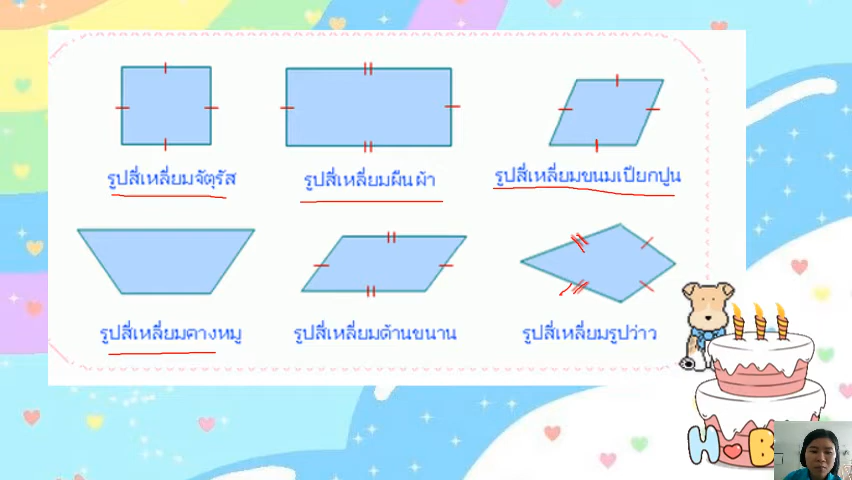 รูปสี่เหลี่ยมจัตุรัส
รูปสี่เหลี่ยมผืนผ้า
รูปสี่เหลี่ยมขนมเปียกปูน
รูปสี่เหลี่ยมคางหมู
รูปสี่เหลี่ยมด้านขนาน
รูปสี่เหลี่ยมรูปว่าว
H B